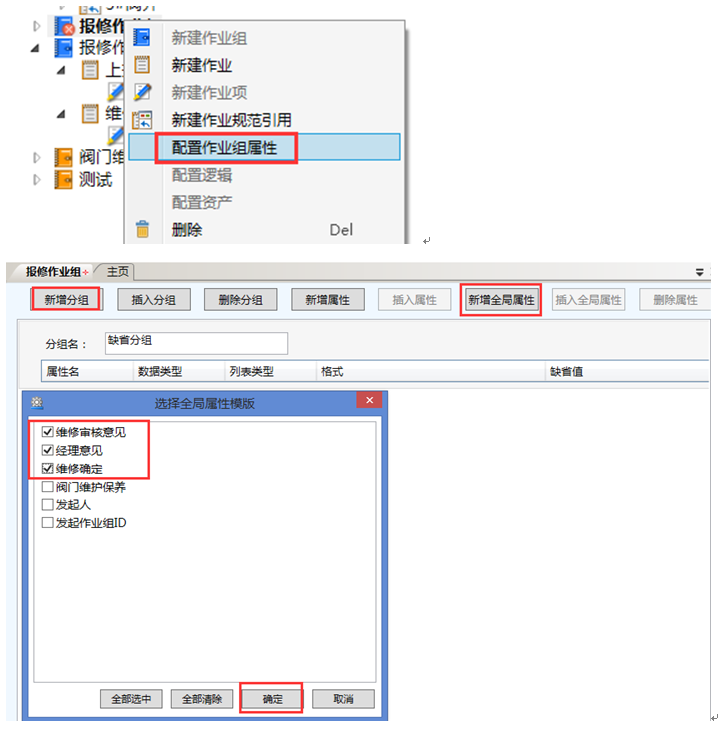 报修作
报修作
上
维
阀门维
测试
新建作业组
新建作业
新建作业项
新建作业规范引用
配置作业组属性
配置逻辑
配置资产
删除 Del
报修作业组+ 主页
新增分组 插入分组 删除分组 新增属性 插入属性 新增全局属性 插入全局属性 删除属性
分组名： 缺省分组
属性名 数据类型 列表类型 格式 缺省值
选择全局属性模版
维修审核意见
经理意见
维修确定
阀门维护保养
发起人
发起作业组ID
全部选中 全部清除 确定 取消